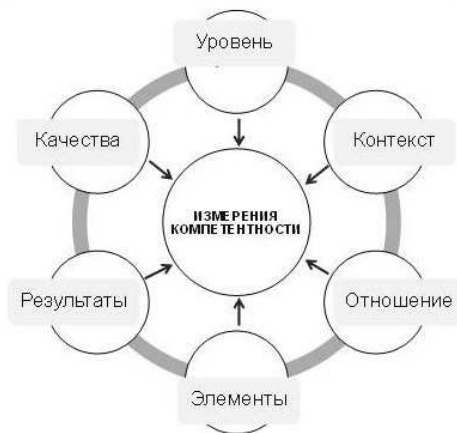 Уровень
Качества
Контекст
ИЗМЕРЕНИЯ
КОМПЕТЕНТНОСТИ
Результаты
Отношение
Элементы